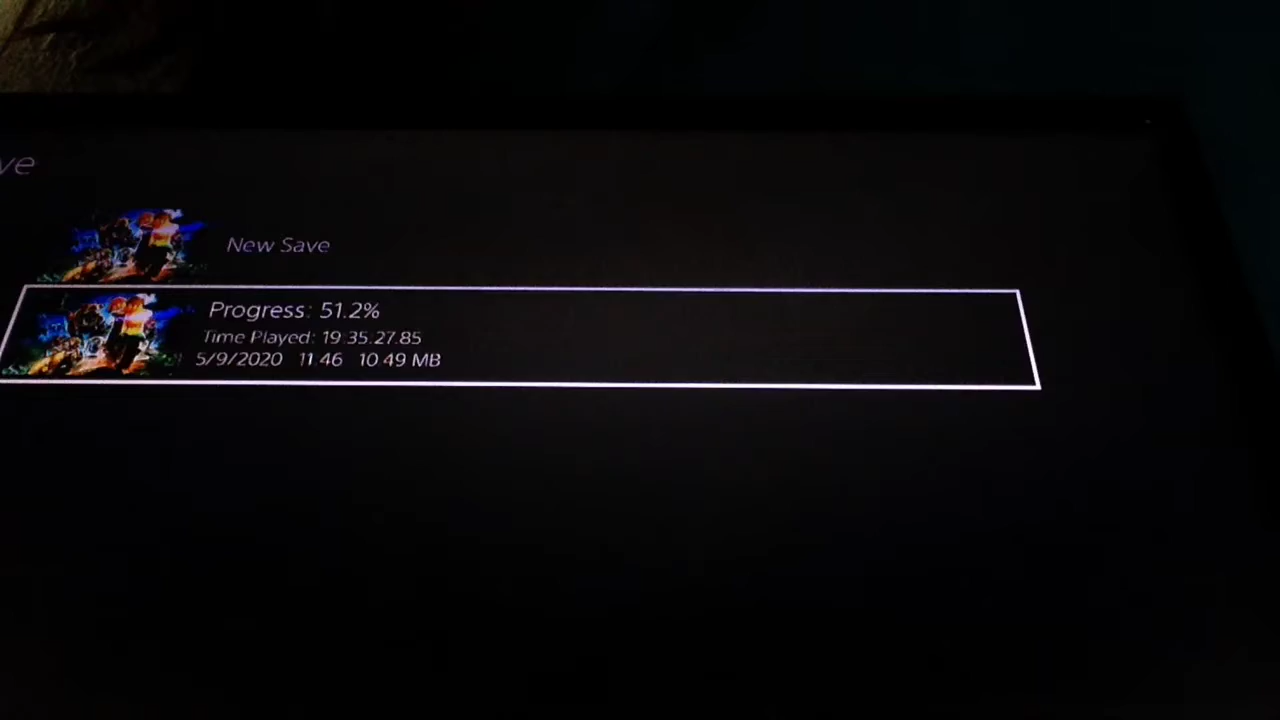 ve
New Save
Progress: 51.2%
Time Played: 19:35.27.85
5/9/2020 11:46 10.49 MB